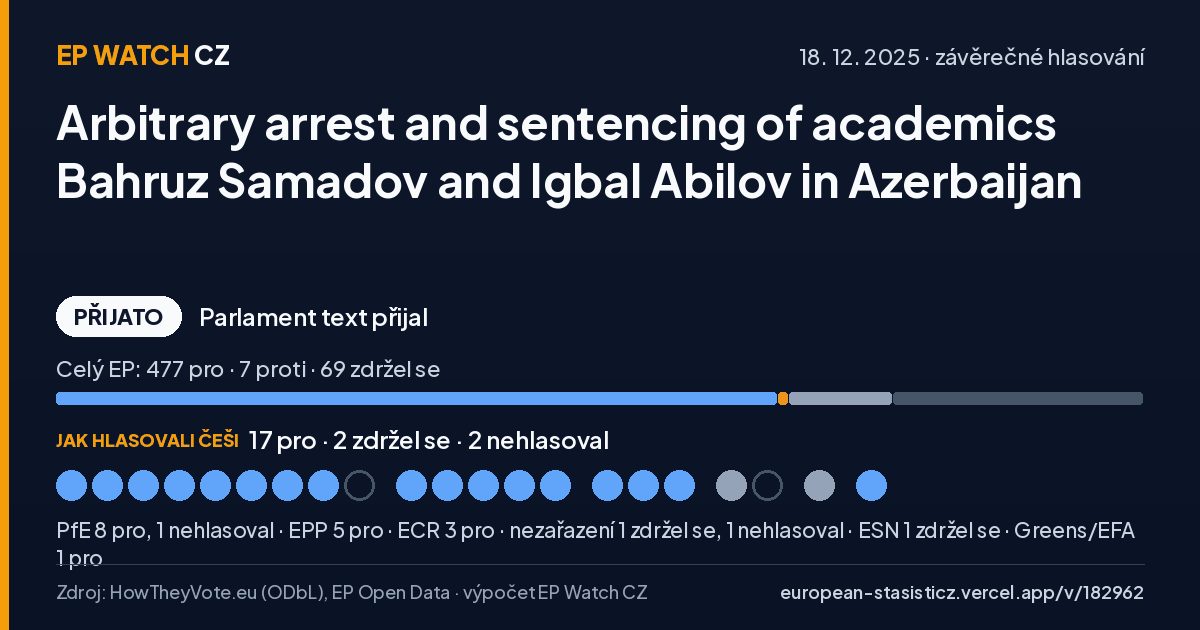 EP WATCH CZ
18. 12. 2025 · závěrečné hlasování
Arbitrary arrest and sentencing of academics
Bahruz Samadov and Igbal Abilov in Azerbaijan
PŘIJATO Parlament text přijal
Celý EP: 477 pro · 7 proti · 69 zdržel se
JAK HLASOVALI ČEŠI 17 pro · 2 zdržel se · 2 nehlasoval
PfE 8 pro, 1 nehlasoval · EPP 5 pro · ECR 3 pro · nezařazení 1 zdržel se, 1 nehlasoval · ESN 1 zdržel se · Greens/EFA
1 pro
Zdroj: HowTheyVote.eu (ODbL), EP Open Data · výpočet EP Watch CZ
european-stasisticz.vercel.app/v/182962